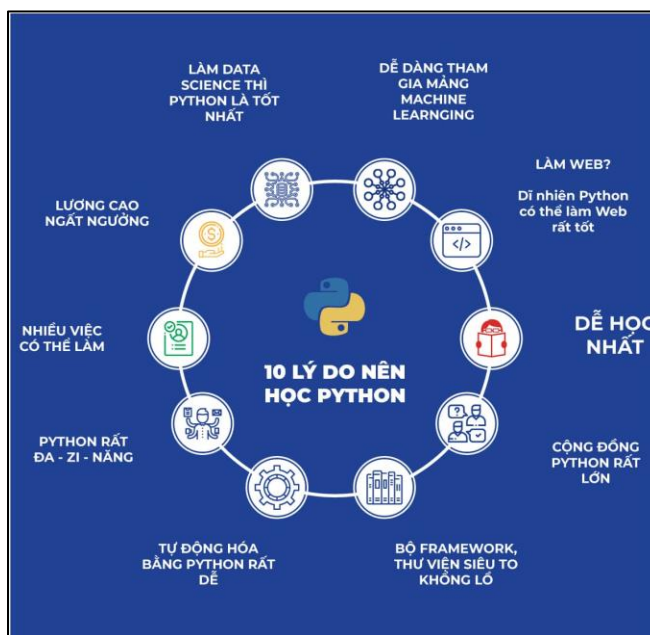 LÀM DATA
SCIENCE THÌ
PYTHON LÀ TỐT
NHẤT
DỄ DÀNG THAM
GIA MẢNG
MACHINE
LEARNGING
LÀM WEB?
Dĩ nhiên Python
có thể làm Web
rất tốt
LƯƠNG CAO
NGẤT NGƯỞNG
DỄ HỌC
NHẤT
NHIỀU VIỆC
CÓ THỂ LÀM
10 LÝ DO NÊN
HỌC PYTHON
PYTHON RẤT
ĐA - ZI - NĂNG
CỘNG ĐỒNG
PYTHON RẤT
LỚN
TỰ ĐỘNG HÓA
BẰNG PYTHON RẤT
DỄ
BỘ FRAMEWORK,
THƯ VIỆN SIÊU TO
KHỔNG LỒ